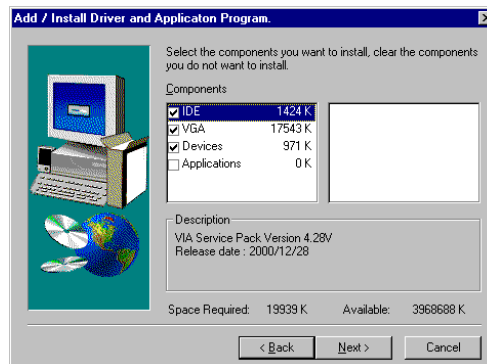 Add / Install Driver and Applicaton Program.
Select the components you want to install, clear the components
you do not want to install.
Components
IDE 1424 K
VGA 17543 K
Devices 971 K
Applications 0 K
Description
VIA Service Pack Version 4.28V
Release date : 2000/12/28
Space Required: 19939 K Available: 3968688 K
< Back Next > Cancel